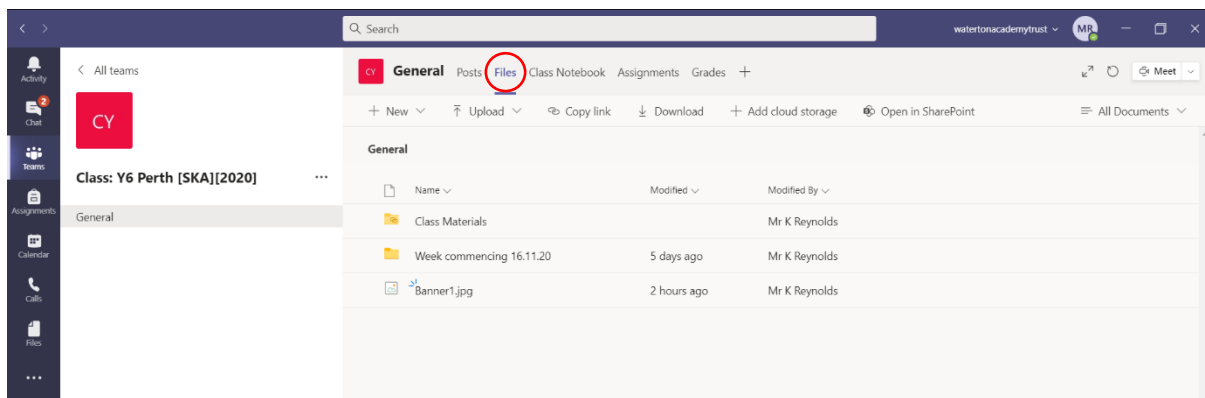 Search
watertonacademytrust
MR
Activity
2
Chat
Teams
Assignments
Calendar
Calls
Files
...
All teams
CY
Class: Y6 Perth [SKA][2020] ...
General
CY General Posts Files Class Notebook Assignments Grades +
Meet
+ New Upload Copy link Download + Add cloud storage Open in SharePoint All Documents
General
Name Modified Modified By
Class Materials Mr K Reynolds
Week commencing 16.11.20 5 days ago Mr K Reynolds
Banner1.jpg 2 hours ago Mr K Reynolds